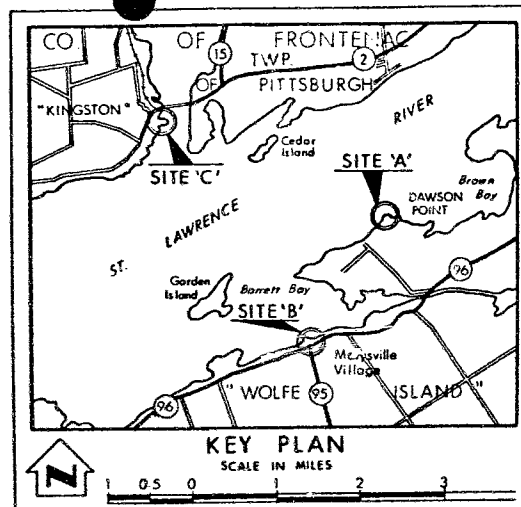 CO. OF FRONTENAC
15
TWP. 2
OF PITTSBURGH
"KINGSTON"
RIVER
Cedar
Island
SITE 'C'
SITE 'A'
Brown
Bay
DAWSON
POINT
LAWRENCE
ST.
96
Garden
Island
Barrett Bay
SITE 'B'
Village
"WOLFE ISLAND"
95
96
KEY PLAN
SCALE IN MILES
N
1 0.5 0 1 2 3